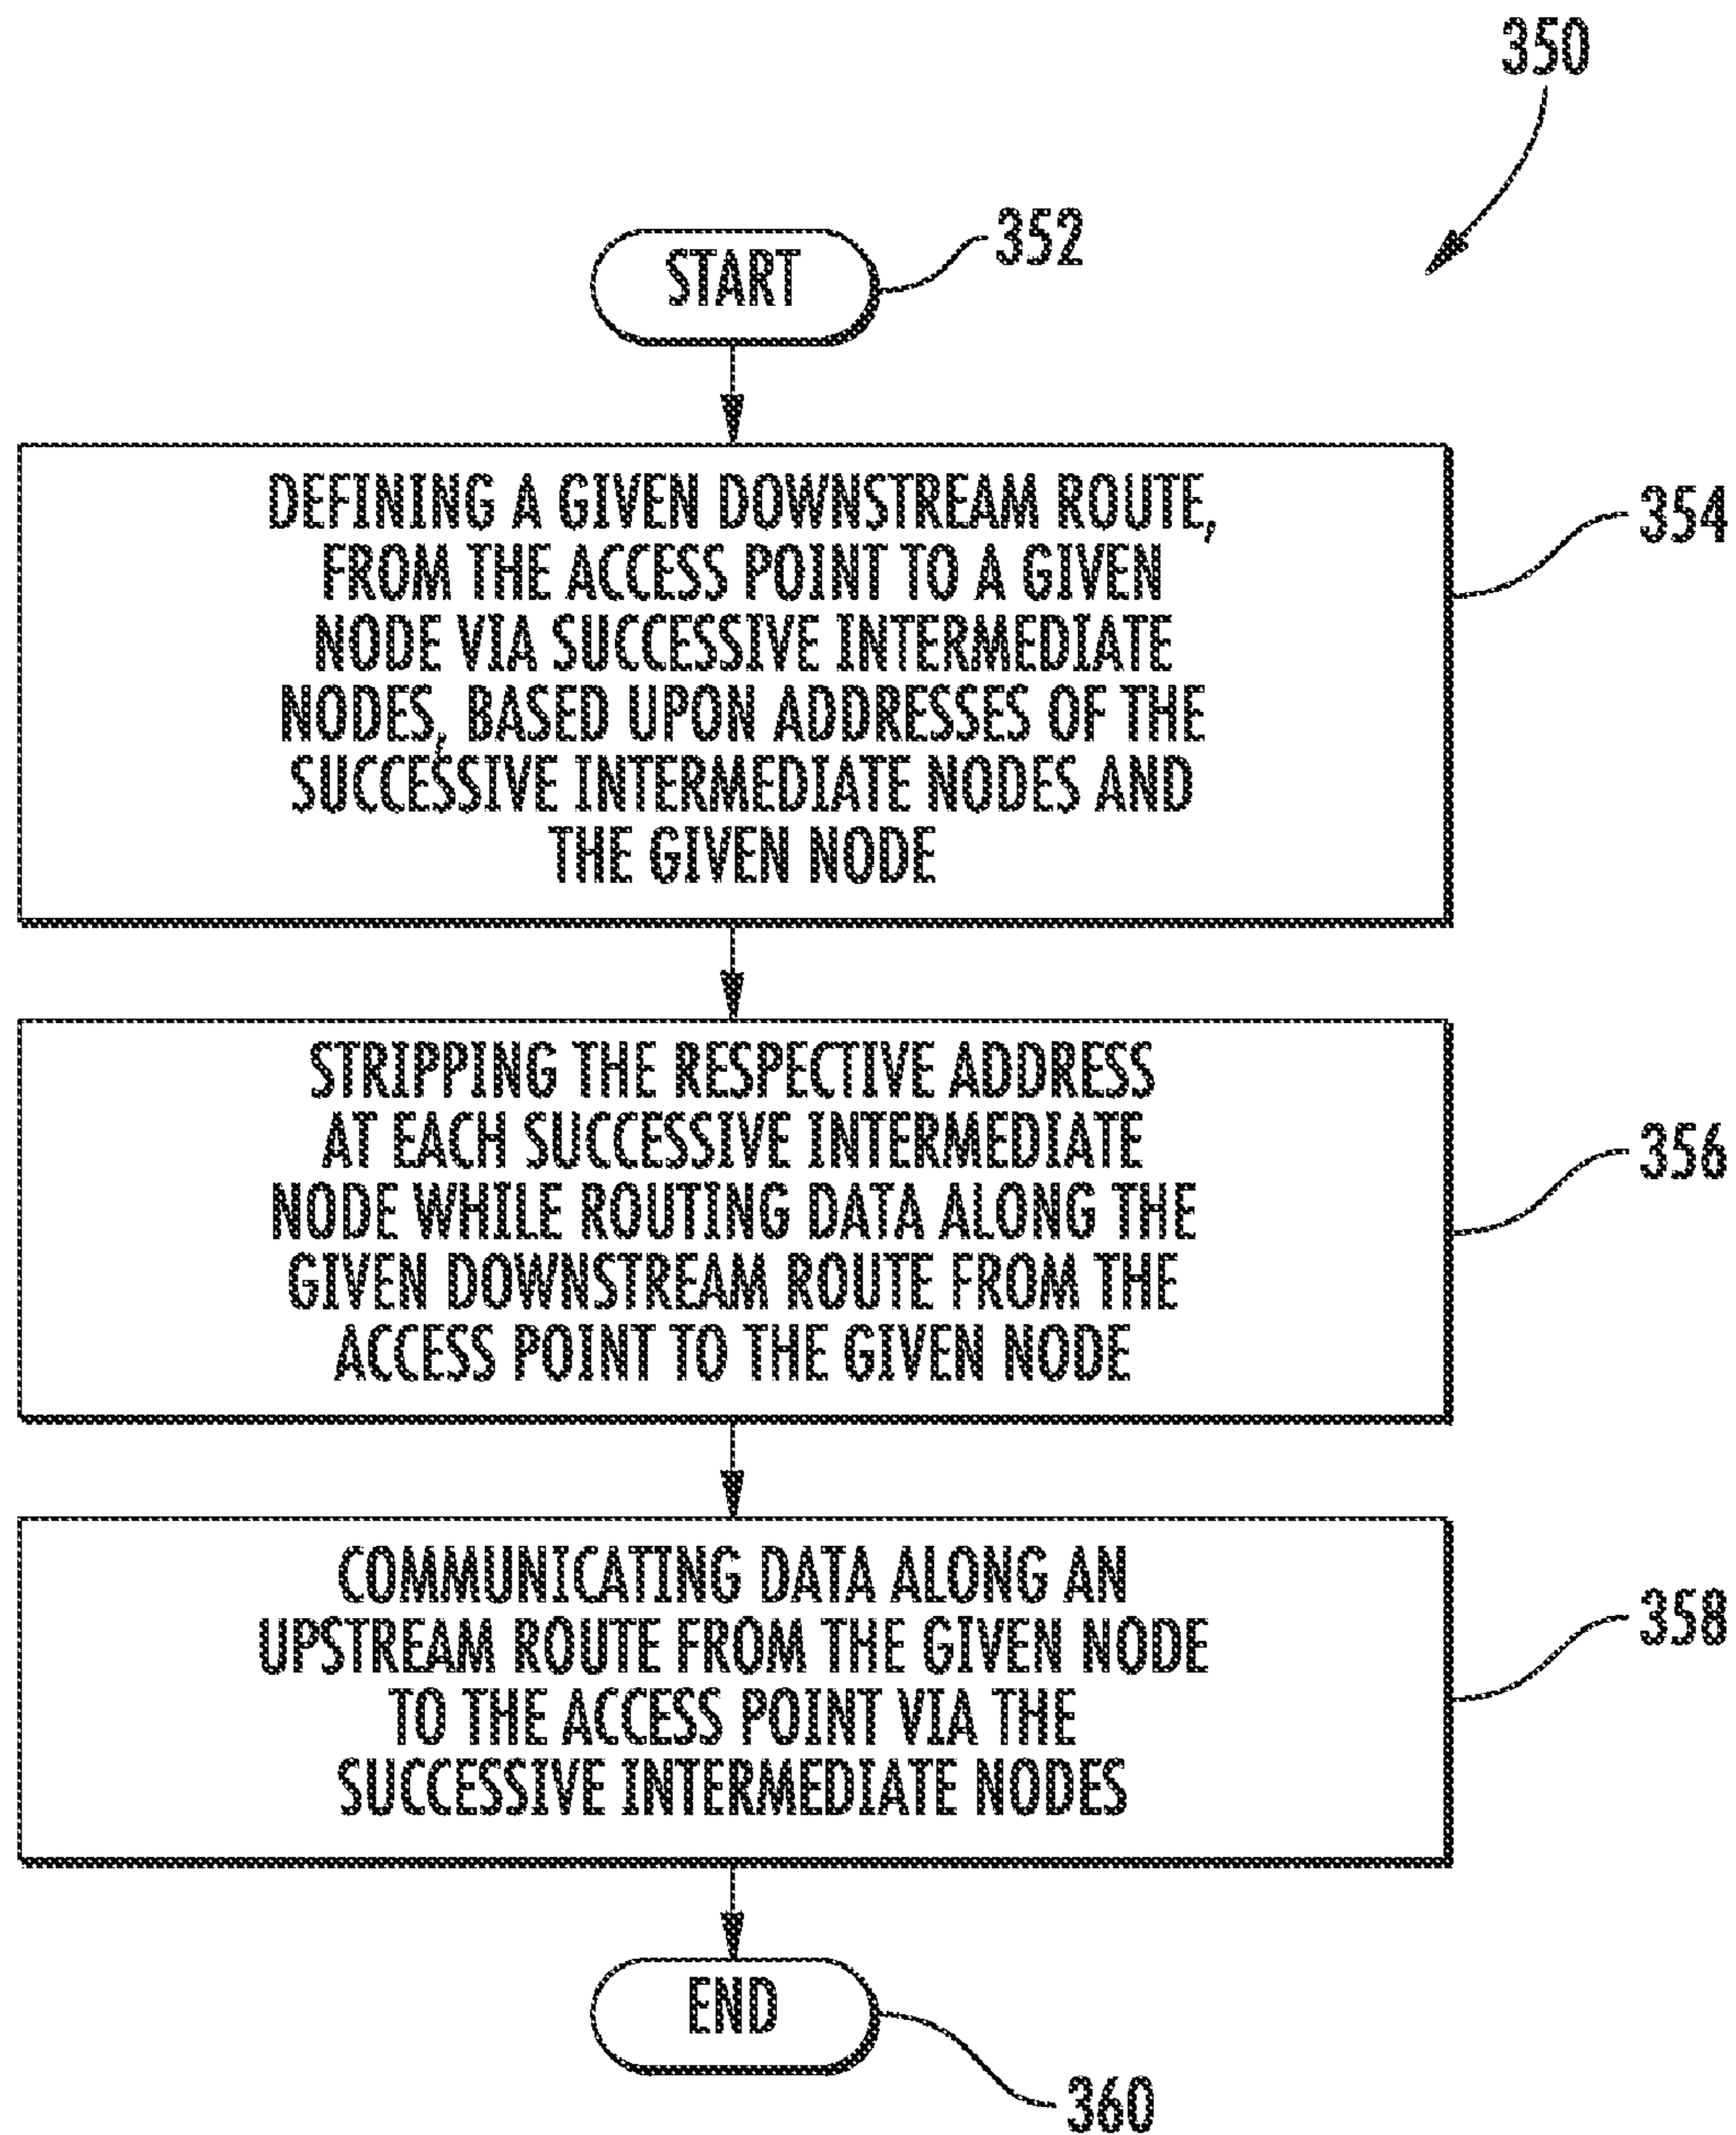 350
START
352
DEFINING A GIVEN DOWNSTREAM ROUTE,
FROM THE ACCESS POINT TO A GIVEN
NODE VIA SUCCESSIVE INTERMEDIATE
NODES, BASED UPON ADDRESSES OF THE
SUCCESSIVE INTERMEDIATE NODES AND
THE GIVEN NODE
354
STRIPPING THE RESPECTIVE ADDRESS
AT EACH SUCCESSIVE INTERMEDIATE
NODE WHILE ROUTING DATA ALONG THE
GIVEN DOWNSTREAM ROUTE FROM THE
ACCESS POINT TO THE GIVEN NODE
356
COMMUNICATING DATA ALONG AN
UPSTREAM ROUTE FROM THE GIVEN NODE
TO THE ACCESS POINT VIA THE
SUCCESSIVE INTERMEDIATE NODES
358
END
360